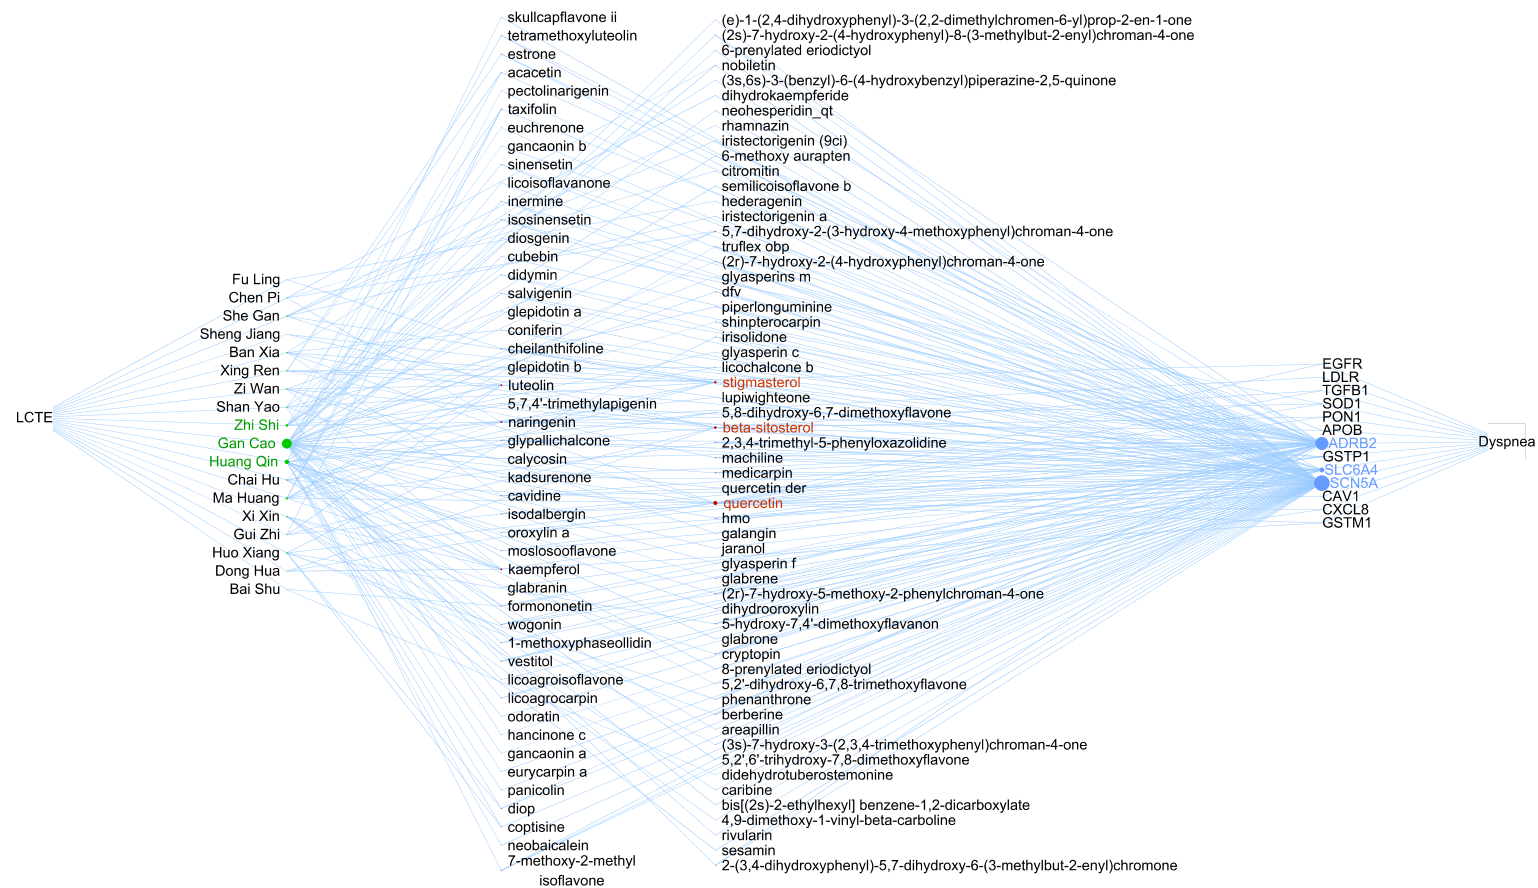 LCTE
Fu Ling
Chen Pi
She Gan
Sheng Jiang
Ban Xia
Xing Ren
Zi Wan
Shan Yao
Zhi Shi
Gan Cao
Huang Qin
Chai Hu
Ma Huang
Xi Xin
Gui Zhi
Huo Xiang
Dong Hua
Bai Shu
skullcapflavone ii
tetramethoxyluteolin
estrone
acacetin
pectolinarigenin
taxifolin
euchrenone
gancaonin b
sinensetin
licoisoflavanone
inermine
isosinensetin
diosgenin
cubebin
didymin
salvigenin
glepidotin a
coniferin
cheilanthifoline
glepidotin b
luteolin
5,7,4'-trimethylapigenin
naringenin
glypallichalcone
calycosin
kadsurenone
cavidine
isodalbergin
oroxylin a
moslosooflavone
kaempferol
glabranin
formononetin
wogonin
1-methoxyphaseollidin
vestitol
licoagroisoflavone
licoagrocarpin
odoratin
hancinone c
gancaonin a
eurycarpin a
panicolin
diop
coptisine
neobaicalein
7-methoxy-2-methyl
isoflavone
(e)-1-(2,4-dihydroxyphenyl)-3-(2,2-dimethylchromen-6-yl)prop-2-en-1-one
(2s)-7-hydroxy-2-(4-hydroxyphenyl)-8-(3-methylbut-2-enyl)chroman-4-one
6-prenylated eriodictyol
nobiletin
(3s,6s)-3-(benzyl)-6-(4-hydroxybenzyl)piperazine-2,5-quinone
dihydrokaempferide
neohesperidin_qt
rhamnazin
iristectorigenin (9ci)
6-methoxy aurapten
citromitin
semilicoisoflavone b
hederagenin
iristectorigenin a
5,7-dihydroxy-2-(3-hydroxy-4-methoxyphenyl)chroman-4-one
truflex obp
(2r)-7-hydroxy-2-(4-hydroxyphenyl)chroman-4-one
glyasperins m
dfv
piperlonguminine
shinpterocarpin
irisolidone
glyasperin c
licochalcone b
stigmasterol
lupiwighteone
5,8-dihydroxy-6,7-dimethoxyflavone
beta-sitosterol
2,3,4-trimethyl-5-phenyloxazolidine
machiline
medicarpin
quercetin der
quercetin
hmo
galangin
jaranol
glyasperin f
glabrene
(2r)-7-hydroxy-5-methoxy-2-phenylchroman-4-one
dihydrooroxylin
5-hydroxy-7,4'-dimethoxyflavanon
glabrone
cryptopin
8-prenylated eriodictyol
5,2'-dihydroxy-6,7,8-trimethoxyflavone
phenanthrone
berberine
areapillin
(3s)-7-hydroxy-3-(2,3,4-trimethoxyphenyl)chroman-4-one
5,2',6'-trihydroxy-7,8-dimethoxyflavone
didehydrotuberostemonine
caribine
bis[(2s)-2-ethylhexyl] benzene-1,2-dicarboxylate
4,9-dimethoxy-1-vinyl-beta-carboline
rivularin
sesamin
2-(3,4-dihydroxyphenyl)-5,7-dihydroxy-6-(3-methylbut-2-enyl)chromone
EGFR
LDLR
TGFB1
SOD1
PON1
APOB
ADRB2
GSTP1
SLC6A4
SCN5A
CAV1
CXCL8
GSTM1
Dyspnea